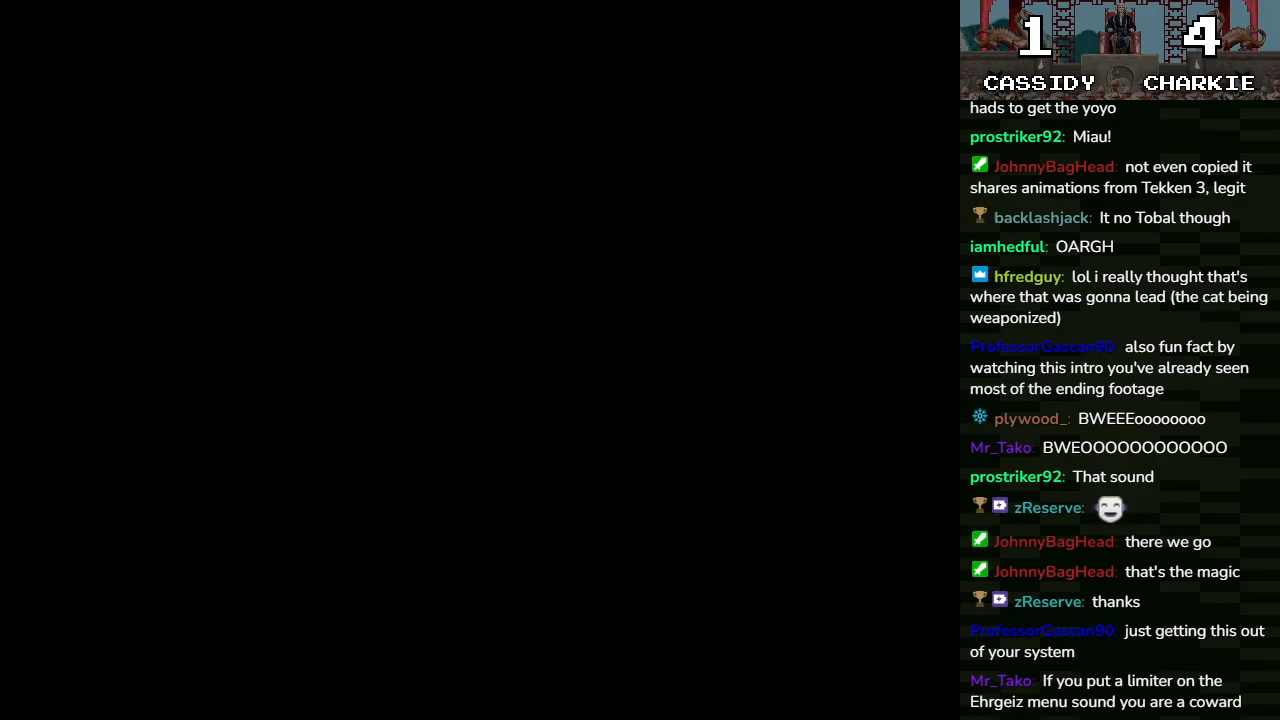 1 4
CASSIDY CHARKIE
hads to get the yoyo
prostriker92: Miau!
JohnnyBagHead: not even copied it
shares animations from Tekken 3, legit
backlashjack: It no Tobal though
iamhedful: OARGH
hfredguy: lol i really thought that's
where that was gonna lead (the cat being
weaponized)
ProfessorGascan90: also fun fact by
watching this intro you've already seen
most of the ending footage
plywood_: BWEEEoooooooo
Mr_Tako: BWEOOOOOOOOOOOO
prostriker92: That sound
zReserve:
JohnnyBagHead: there we go
JohnnyBagHead: that's the magic
zReserve: thanks
ProfessorGascan90: just getting this out
of your system
Mr_Tako: If you put a limiter on the
Ehrgeiz menu sound you are a coward